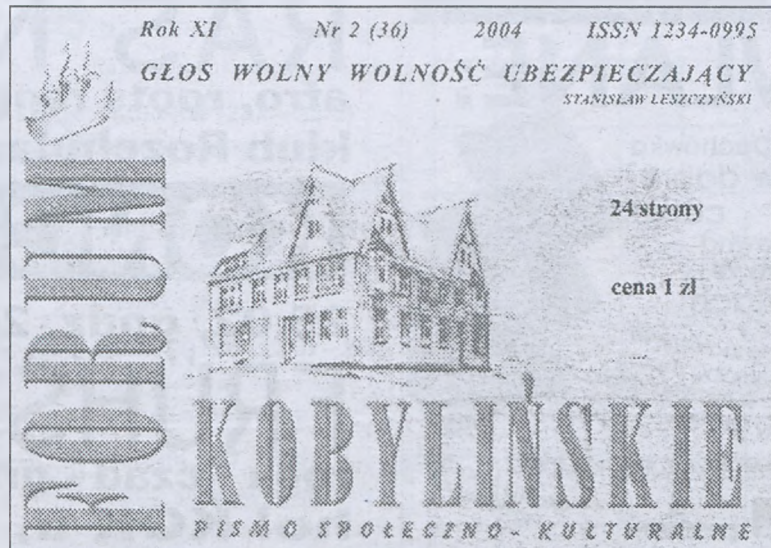 Rok XI Nr 2 (36) 2004 ISSN 1234-0995
GŁOS WOLNY WOLNOŚĆ UBEZPIECZAJĄCY
STANISŁAW LESZCZYŃSKI
24 strony
cena 1 zł
FORUM
KOBYLIŃSKIE
PISMO SPOŁECZNO-KULTURALNE